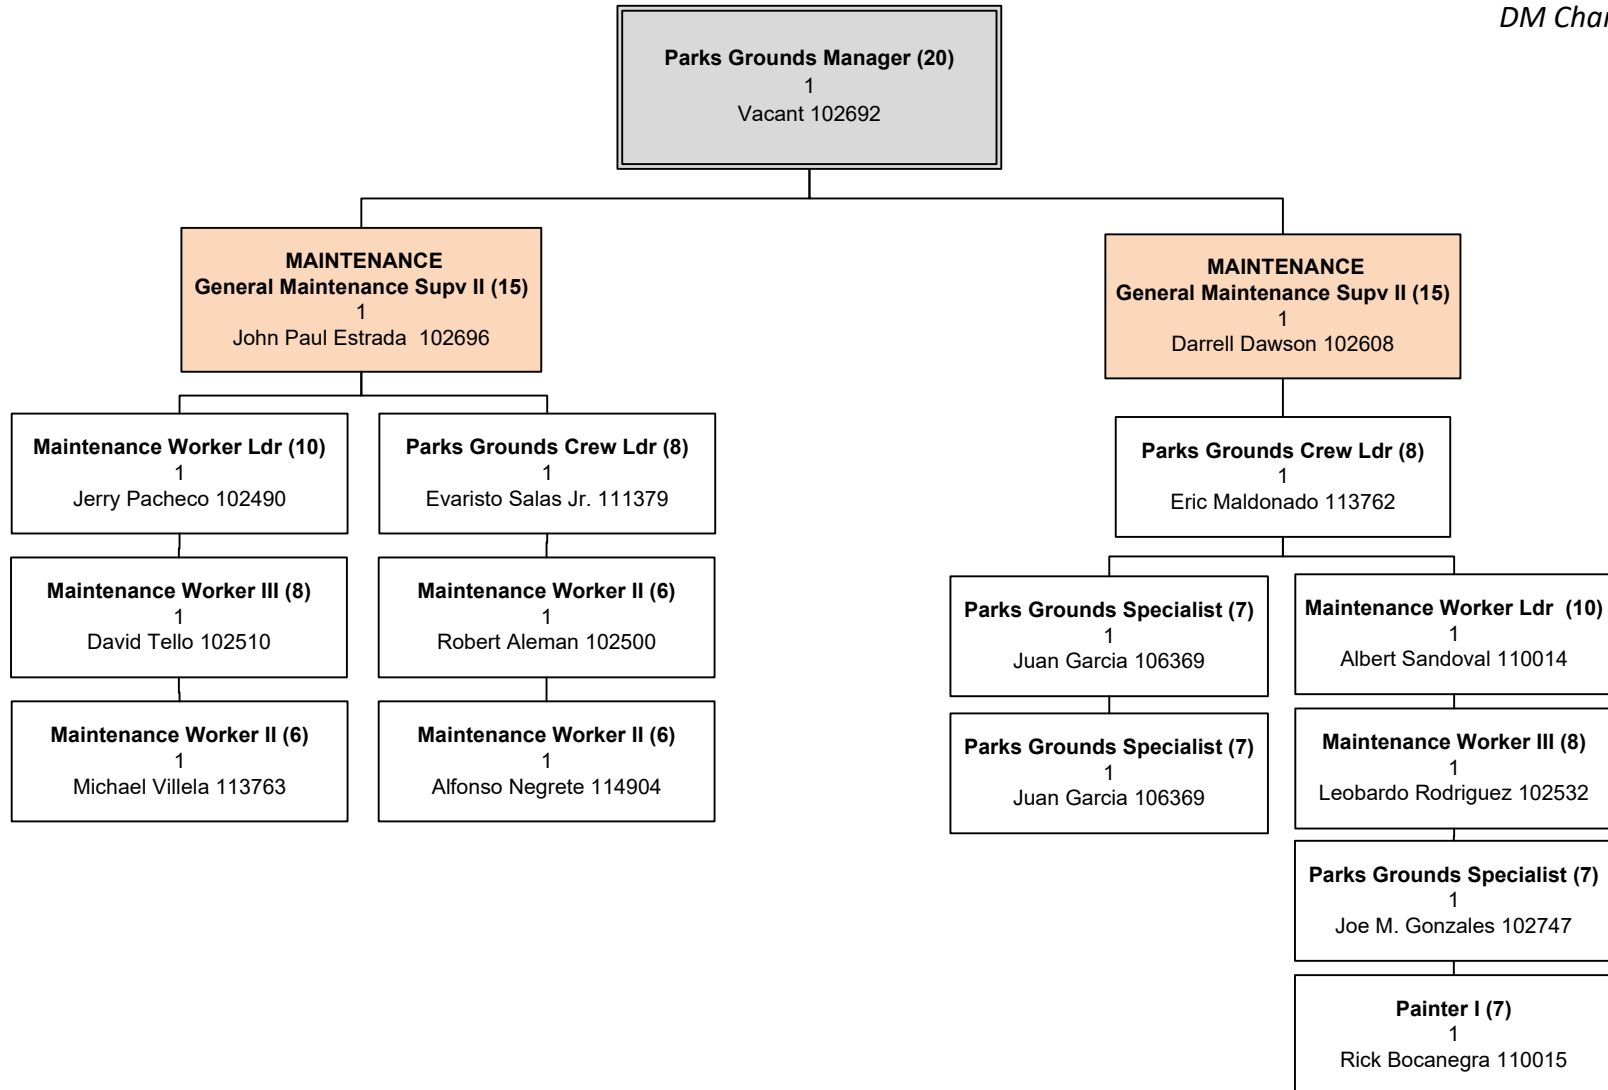 DM Char
Parks Grounds Manager (20)
1
Vacant 102692
MAINTENANCE
General Maintenance Supv II (15)
1
John Paul Estrada 102696
MAINTENANCE
General Maintenance Supv II (15)
1
Darrell Dawson 102608
Maintenance Worker Ldr (10)
1
Jerry Pacheco 102490
Parks Grounds Crew Ldr (8)
1
Evaristo Salas Jr. 111379
Parks Grounds Crew Ldr (8)
1
Eric Maldonado 113762
Maintenance Worker III (8)
1
David Tello 102510
Maintenance Worker II (6)
1
Robert Aleman 102500
Parks Grounds Specialist (7)
1
Juan Garcia 106369
Maintenance Worker Ldr (10)
1
Albert Sandoval 110014
Maintenance Worker II (6)
1
Michael Villela 113763
Maintenance Worker II (6)
1
Alfonso Negrete 114904
Parks Grounds Specialist (7)
1
Juan Garcia 106369
Maintenance Worker III (8)
1
Leobardo Rodriguez 102532
Parks Grounds Specialist (7)
1
Joe M. Gonzales 102747
Painter I (7)
1
Rick Bocanegra 110015